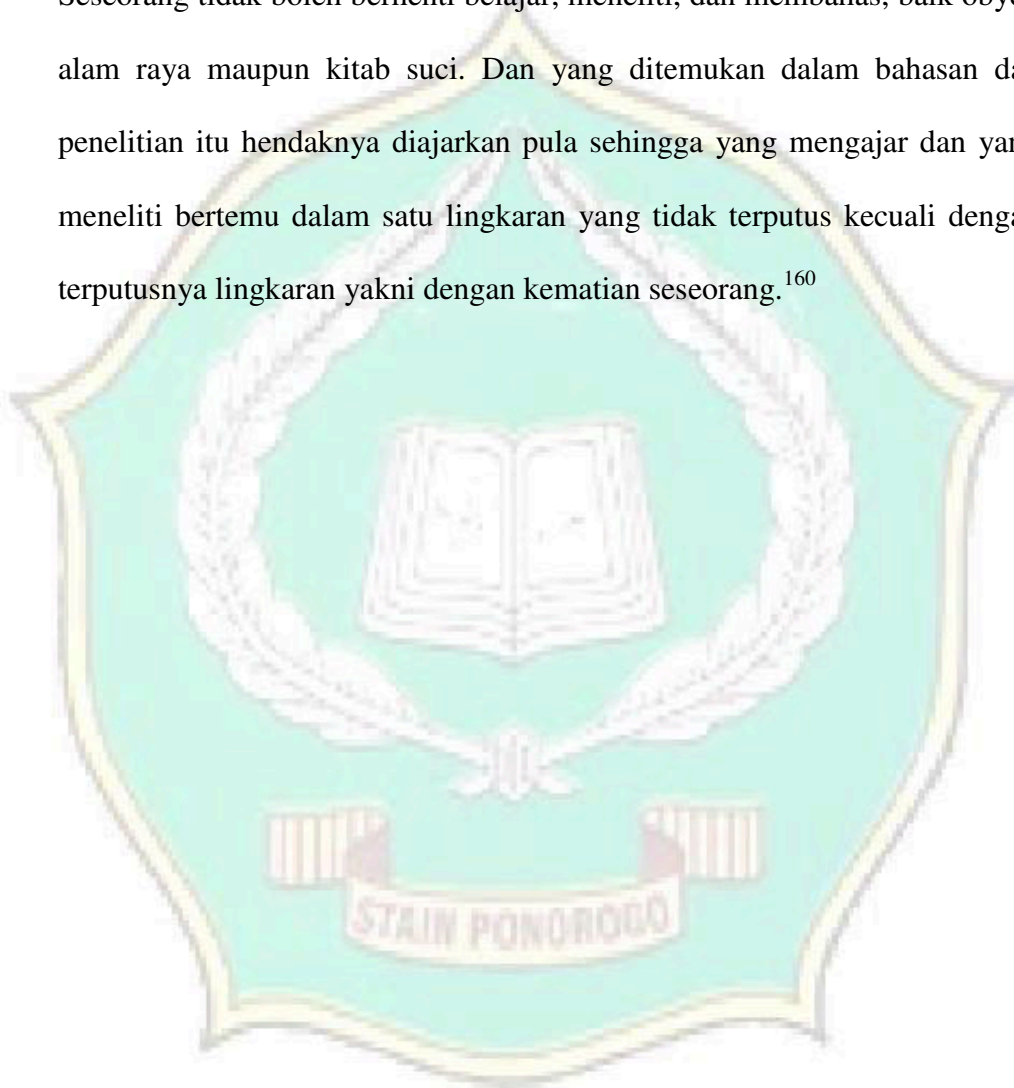 Seseorang tidak boleh berhenti belajar, meneliti, dan membahas, baik oby
alam raya maupun kitab suci. Dan yang ditemukan dalam bahasan da
penelitian itu hendaknya diajarkan pula sehingga yang mengajar dan yan
meneliti bertemu dalam satu lingkaran yang tidak terputus kecuali denga
terputusnya lingkaran yakni dengan kematian seseorang.160
STAIN PONOROGO